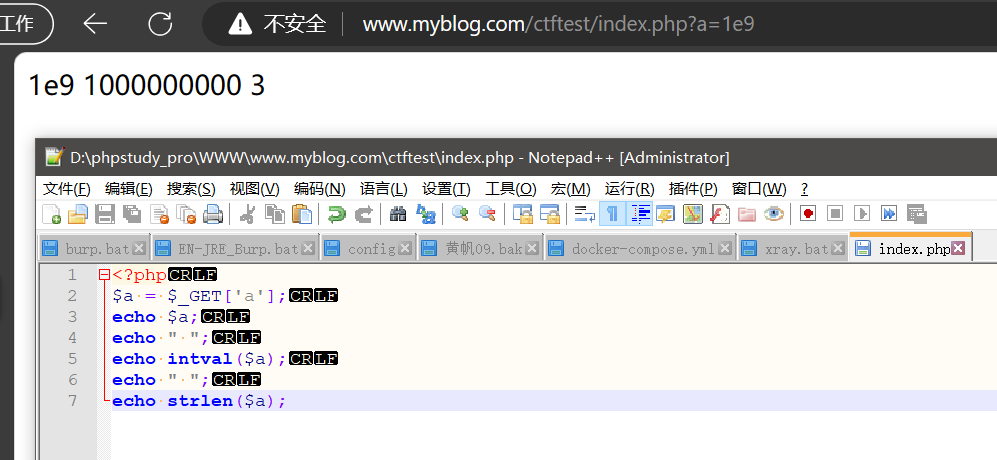 工作
不安全
www.myblog.com/ctftest/index.php?a=1e9
1e9 1000000000 3
D:\phpstudy_pro\WWW\www.myblog.com\ctftest\index.php - Notepad++ [Administrator]
文件(F) 编辑(E) 搜索(S) 视图(V) 编码(N) 语言(L) 设置(T) 工具(O) 宏(M) 运行(R) 插件(P) 窗口(W) ?
burp.bat EN-JRE_Burp.bat config 黄帆09.bak docker-compose.yml xray.bat index.php
1 <?phpCRLF
2 $a = $_GET['a'];CRLF
3 echo $a;CRLF
4 echo " ";CRLF
5 echo intval($a);CRLF
6 echo " ";CRLF
7 echo strlen($a);